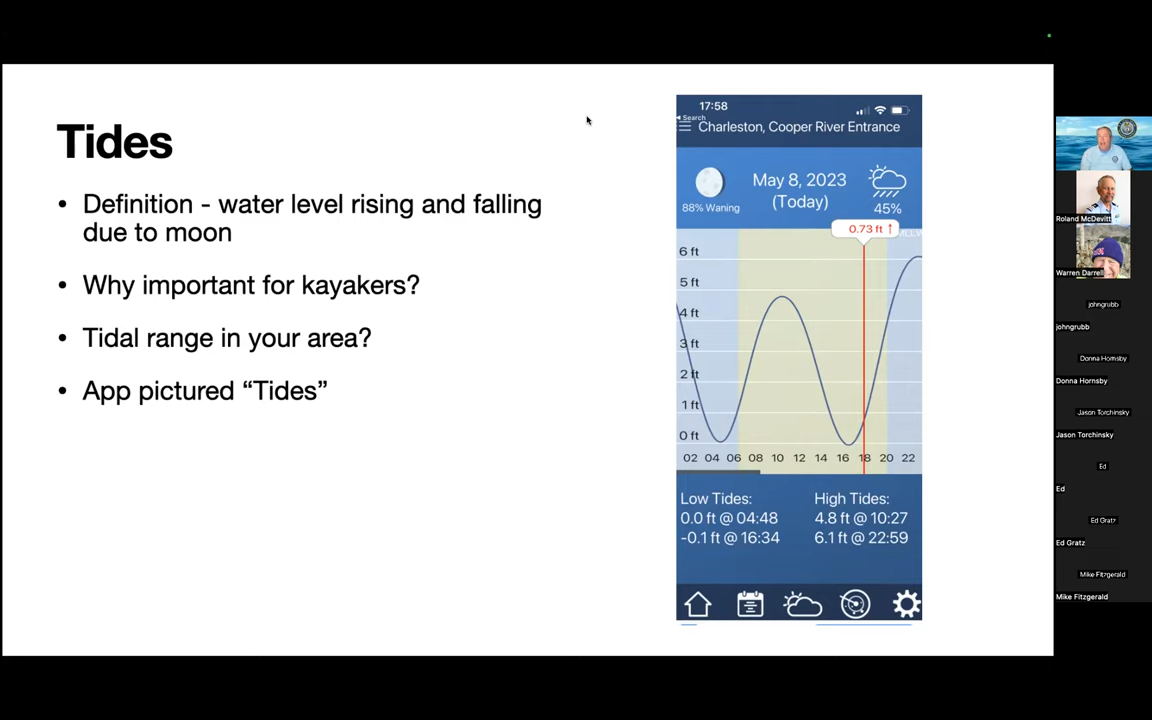 Tides
• Definition - water level rising and falling
due to moon
• Why important for kayakers?
• Tidal range in your area?
• App pictured “Tides”
17:58
Search
Charleston, Cooper River Entrance
88% Waning
May 8, 2023
(Today)
45%
0.73 ft ↑
6 ft
5 ft
4 ft
3 ft
2 ft
1 ft
0 ft
02 04 06 08 10 12 14 16 18 20 22
Low Tides:
0.0 ft @ 04:48
-0.1 ft @ 16:34
High Tides:
4.8 ft @ 10:27
6.1 ft @ 22:59
Roland McDevitt
Warren Darrell
johngrubb
johngrubb
Donna Hornsby
Donna Hornsby
Jason Torchinsky
Jason Torchinsky
Ed
Ed
Ed Gratz
Ed Gratz
Mike Fitzgerald
Mike Fitzgerald